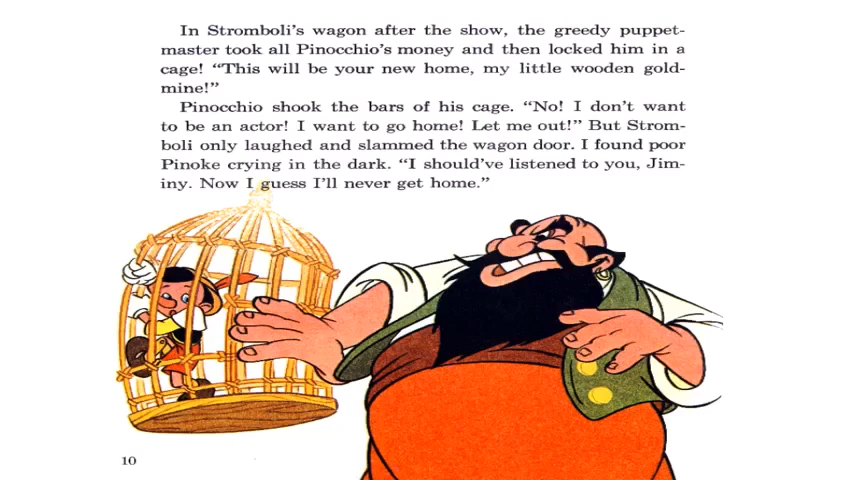 In Stromboli's wagon after the show, the greedy puppet-
master took all Pinocchio's money and then locked him in a
cage! "This will be your new home, my little wooden gold-
mine!"
Pinocchio shook the bars of his cage. "No! I don't want
to be an actor! I want to go home! Let me out!" But Strom-
boli only laughed and slammed the wagon door. I found poor
Pinoke crying in the dark. "I should've listened to you, Jim-
iny. Now I guess I'll never get home."
10